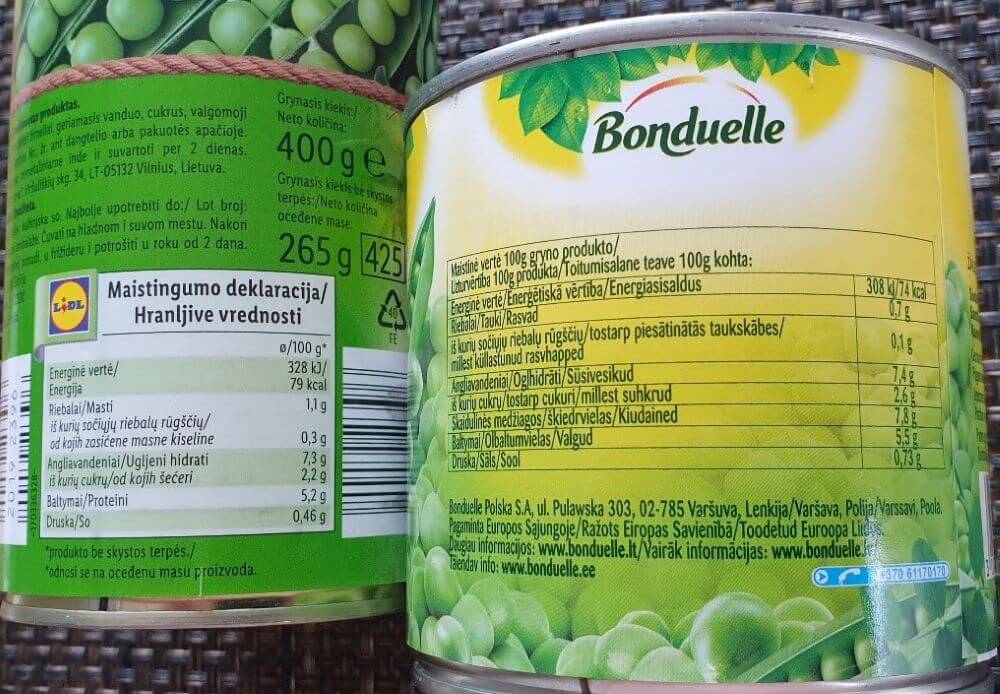 produktas.
geriamasis vanduo, cukrus, valgomoji
ant dangtelio arba pakuotės apačioje.
inde ir suvartoti per 2 dienas.
skg. 34, LT-05132 Vilnius, Lietuva.
so. Najbolje upotrebiti do:/ Lot broj:
Čuvati na hladnom i suvom mestu. Nakon
u frižideru i potrošiti u roku od 2 dana.
Grynasis kiekis:/
Neto količina:
400 g e
Grynasis kiekis be skystos
terpės:/Neto količina
oceđene mase:
265 g 425
40
FE
LIDL
Maistingumo deklaracija/
Hranljive vrednosti
ø/100 g*
Energinė vertė/ 328 kJ/
Energija 79 kcal
Riebalai/Masti 1,1 g
iš kurių sočiųjų riebalų rūgščių/
od kojih zasićene masne kiseline 0,3 g
Angliavandeniai/Ugljeni hidrati 7,3 g
iš kurių cukrų/od kojih šećeri 2,2 g
Baltymai/Proteini 5,2 g
Druska/So 0,46 g
*produkto be skystos terpės./
*odnosi se na oceđenu masu proizvoda.
Bonduelle
Maistinė vertė 100g gryno produkto/
Uzturvērtība 100g produkta/Toitumisalane teave 100g kohta:
Energinė vertė/Enerģētiskā vērtība/Energiasisaldus 308 kJ/74 kcal
Riebalai/Tauki/Rasvad 0,7 g
iš kurių sočiųjų riebalų rūgščių/tostarp piesātinātās taukskābes/
millest küllastunud rasvhapped 0,1 g
Angliavandeniai/Ogļhidrāti/Süsivesikud 7,4 g
iš kurių cukrų/tostarp cukuri/millest suhkrud 2,6 g
Skaidulinės medžiagos/šķiedrvielas/Kiudained 7,8 g
Baltymai/Olbaltumvielas/Valgud 5,5 g
Druska/Sāls/Sool 0,73 g
Bonduelle Polska S.A, ul. Pulawska 303, 02-785 Varšuva, Lenkija/Varšava, Polija/Varssavi, Poola.
Pagaminta Europos Sąjungoje/Ražots Eiropas Savienībā/Toodetud Euroopa
Daugiau informacijos: www.bonduelle.lt/Vairāk informācijas: www.bonduelle.
Täiendav info: www.bonduelle.ee
+370 61170170